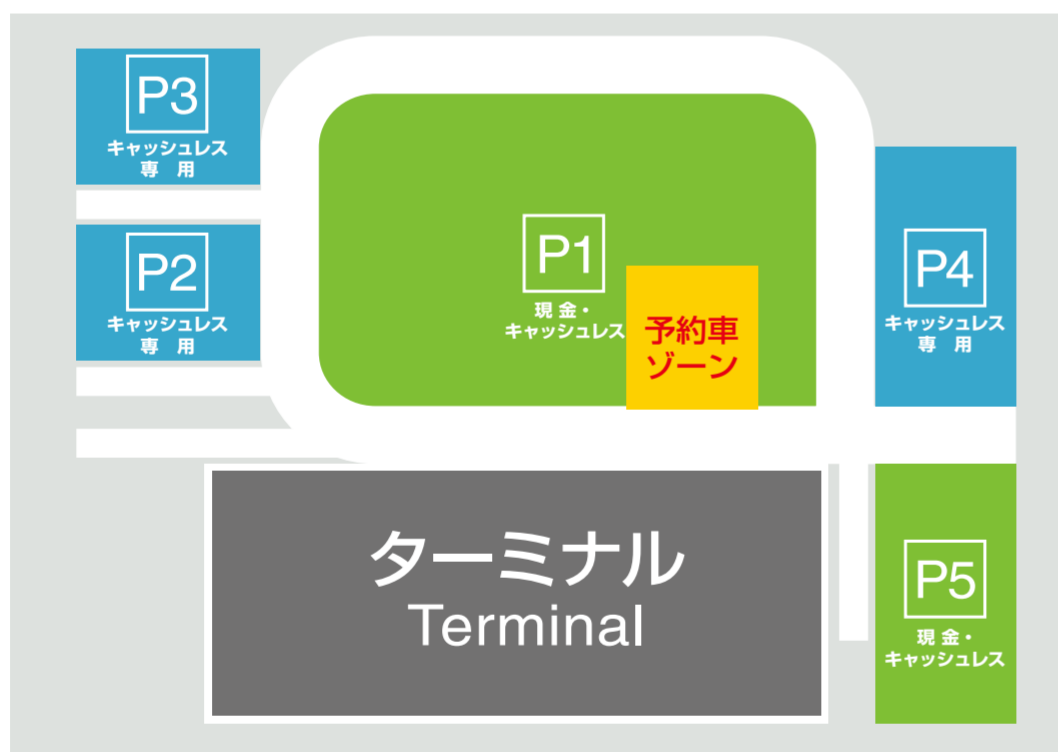 P3
キャッシュレス
専 用
P2
キャッシュレス
専 用
P1
現 金・
キャッシュレス
予約車
ゾーン
P4
キャッシュレス
専 用
ターミナル
Terminal
P5
現 金・
キャッシュレス